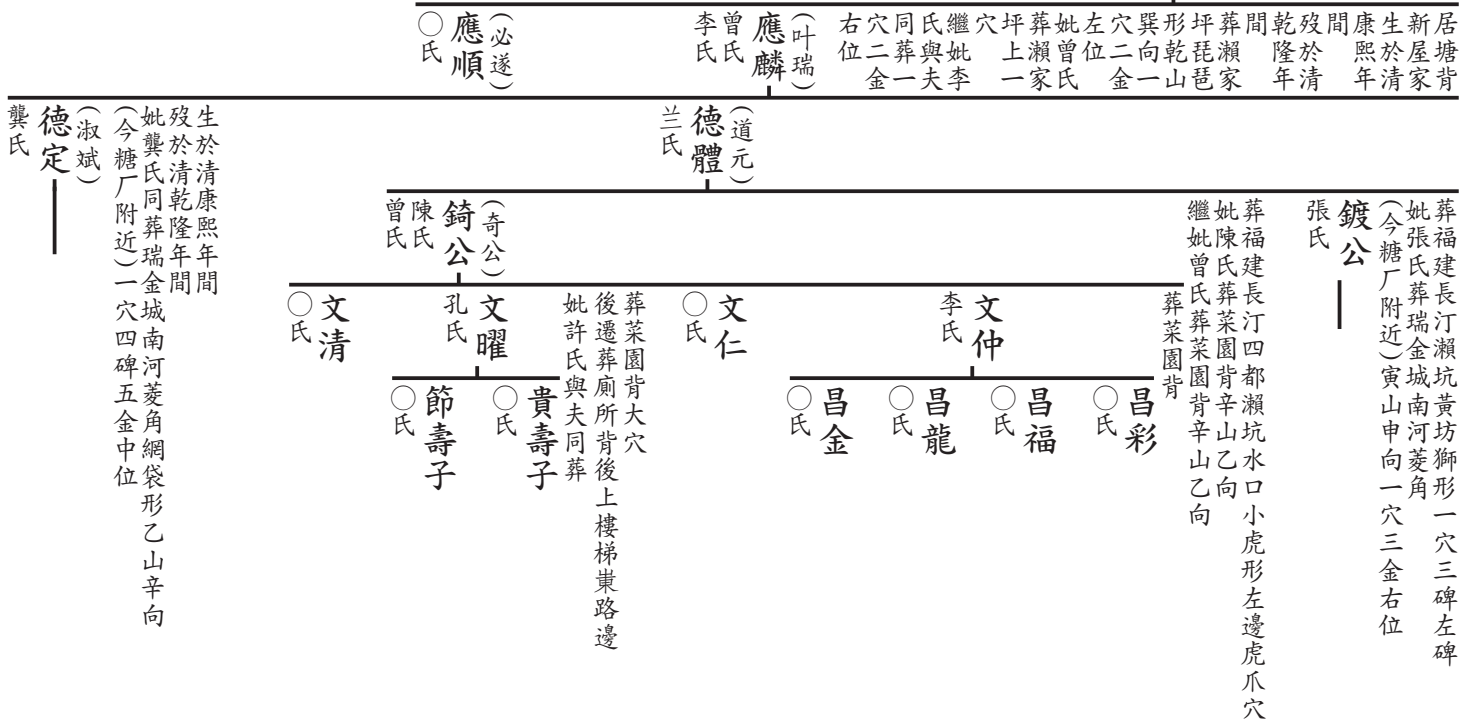 居塘背
新屋家
生於清
康熙年
間
歿於清
乾隆年
間
葬瀨家
坪琵琶
形乾山
巽向一
穴二金
左位
妣曾氏
葬瀨家
坪上一
穴
繼妣李
氏與夫
同葬一
穴二金
右位
(叶瑞)
應麟
曾氏
李氏
(必遂)
應順
○氏
(道元)
德體
兰氏
生於清康熙年間
歿於清乾隆年間
妣龔氏同葬瑞金城南河菱角網袋形乙山辛向
(今糖厂附近)一穴四碑五金中位
(淑斌)
德定
龔氏
葬福建長汀瀨坑黃坊獅形一穴三碑左碑
妣張氏葬瑞金城南河菱角
(今糖厂附近)寅山申向一穴三金右位
鍍公
張氏
葬福建長汀四都瀨坑水口小虎形左邊虎爪穴
妣陳氏葬菜園背辛山乙向
繼妣曾氏葬菜園背辛山乙向
(奇公)
錡公
陳氏
曾氏
葬菜園背
文仲
李氏
文仁
○氏
葬菜園背大穴
後遷葬廁所背後上樓梯東路邊
妣許氏與夫同葬
文曜
孔氏
文清
○氏
昌彩
○氏
昌福
○氏
昌龍
○氏
昌金
○氏
貴壽子
○氏
節壽子
○氏